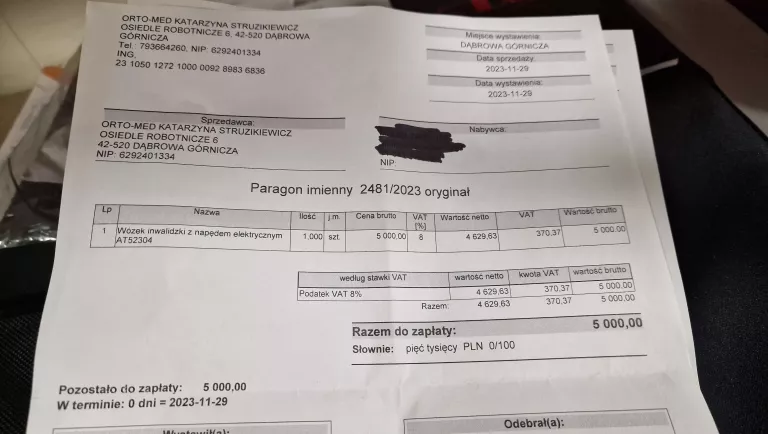 ORTO-MED KATARZYNA STRUZIKIEWICZ
OSIEDLE ROBOTNICZE 6, 42-520 DĄBROWA
GÓRNICZA
Tel.: 793664260, NIP: 6292401334
ING,
23 1050 1272 1000 0092 8983 6836
Miejsce wystawienia:
DĄBROWA GÓRNICZA
Data sprzedaży:
2023-11-29
Data wystawienia:
2023-11-29
Sprzedawca:
ORTO-MED KATARZYNA STRUZIKIEWICZ
OSIEDLE ROBOTNICZE 6
42-520 DĄBROWA GÓRNICZA
NIP: 6292401334
Nabywca:
NIP:
Paragon imienny 2481/2023 oryginał
Lp Nazwa Ilość j.m. Cena brutto VAT [%] Wartość netto VAT Wartość brutto
1 Wózek inwalidzki z napędem elektrycznym 1,000 szt. 5 000,00 8 4 629,63 370,37 5 000,00
AT52304
według stawki VAT wartość netto kwota VAT wartość brutto
Podatek VAT 8% 4 629,63 370,37 5 000,00
Razem: 4 629,63 370,37 5 000,00
Razem do zapłaty: 5 000,00
Słownie: pięć tysięcy PLN 0/100
Pozostało do zapłaty: 5 000,00
W terminie: 0 dni = 2023-11-29
Wystawił(a):
Odebrał(a):